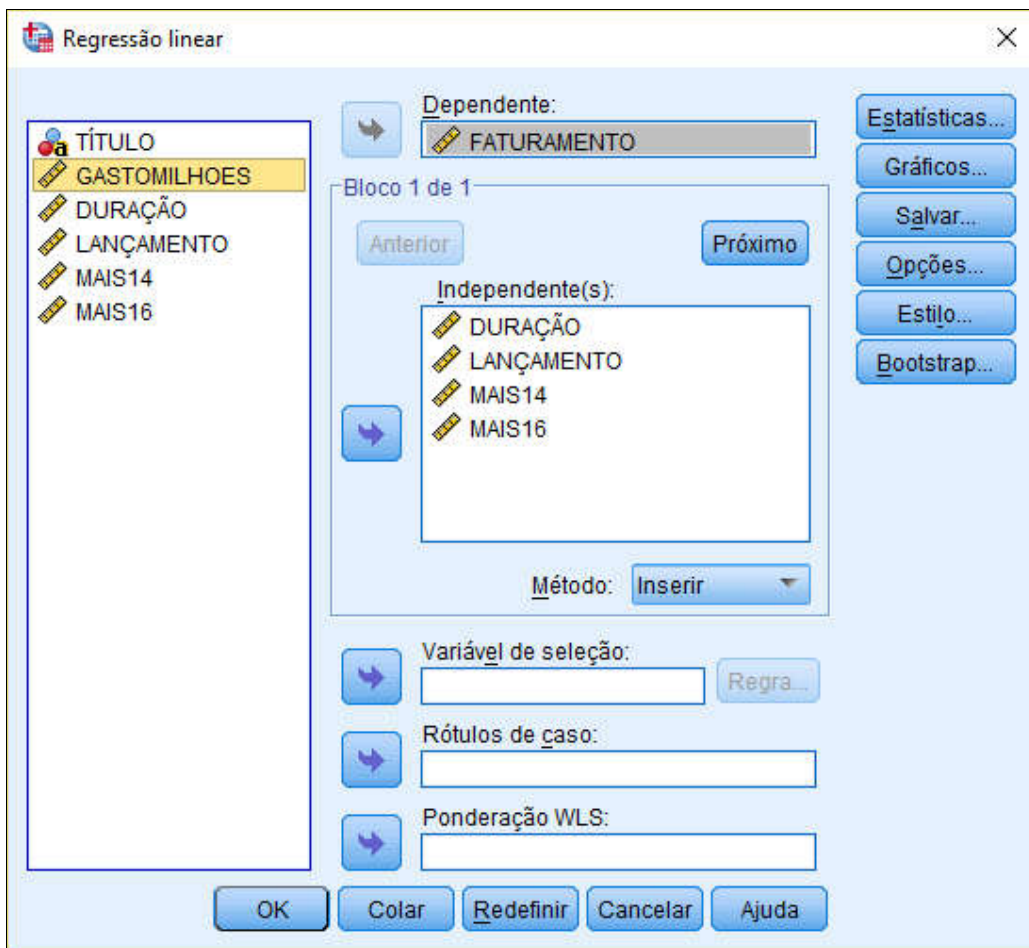 Regressão linear
TÍTULO
GASTOMILHOES
DURAÇÃO
LANÇAMENTO
MAIS14
MAIS16
Dependente:
FATURAMENTO
Bloco 1 de 1
Anterior
Próximo
Independente(s):
DURAÇÃO
LANÇAMENTO
MAIS14
MAIS16
Método:
Inserir
Variável de seleção:
Regra...
Rótulos de caso:
Ponderação WLS:
Estatísticas...
Gráficos...
Salvar...
Opções...
Estilo...
Bootstrap...
OK
Colar
Redefinir
Cancelar
Ajuda